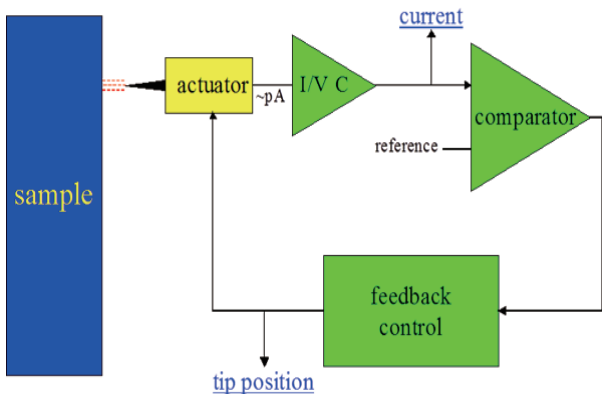 current
actuator
I/V C
~pA
comparator
reference
sample
feedback
control
tip position